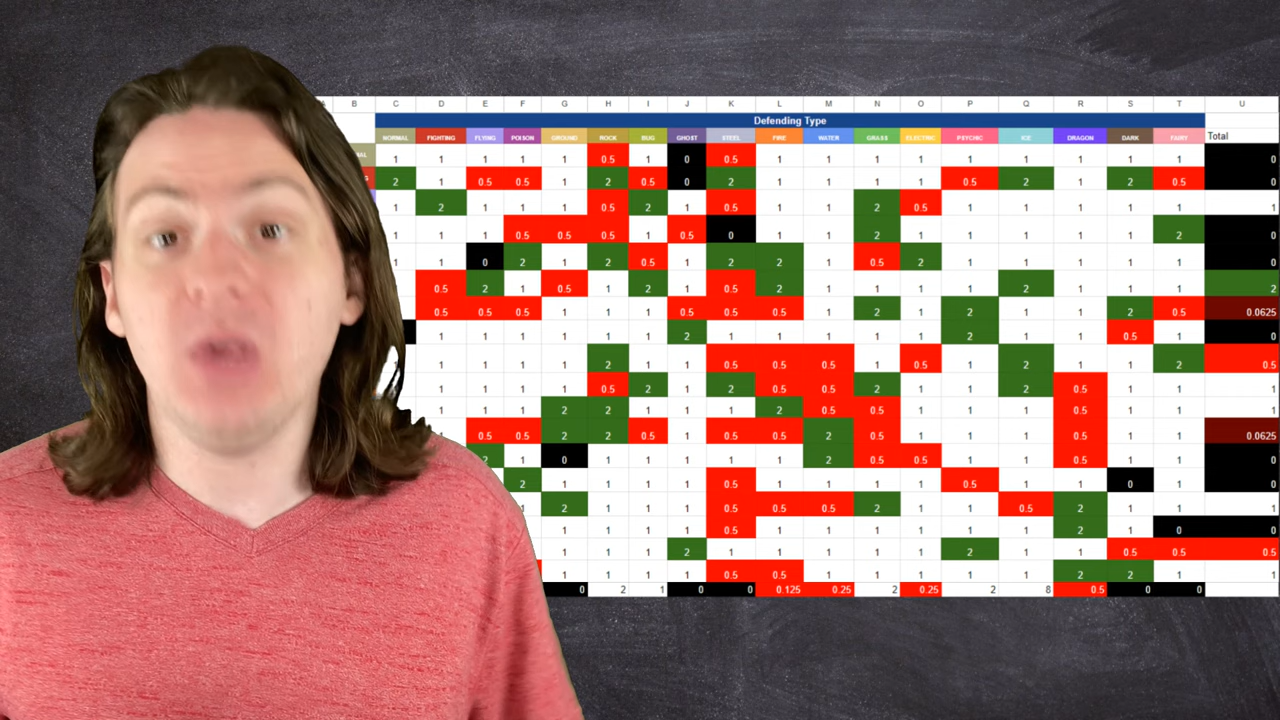 B C D E F G H I J K L M N O P Q R S T U
Defending Type
NORMAL FIGHTING FLYING POISON GROUND ROCK BUG GHOST STEEL FIRE WATER GRASS ELECTRIC PSYCHIC ICE DRAGON DARK FAIRY Total
1 1 1 1 1 0.5 1 0 0.5 1 1 1 1 1 1 1 1 1 0
2 1 0.5 0.5 1 2 0.5 0 2 1 1 1 1 0.5 2 1 2 0.5 0
1 2 1 1 1 0.5 2 1 0.5 1 1 2 0.5 1 1 1 1 1 1
1 1 1 0.5 0.5 0.5 1 0.5 0 1 1 2 1 1 1 1 1 2 0
1 1 0 2 1 2 0.5 1 2 2 1 0.5 2 1 1 1 1 1 0
1 0.5 2 1 0.5 1 2 1 0.5 2 1 1 1 1 2 1 1 1 2
1 0.5 0.5 0.5 1 1 1 0.5 0.5 0.5 1 2 1 2 1 1 2 0.5 0.0625
1 1 1 1 1 1 2 1 1 1 1 1 2 1 1 0.5 1 0
1 1 1 1 1 2 1 1 0.5 0.5 0.5 1 0.5 1 2 1 1 2 0.5
1 1 1 1 1 0.5 2 1 2 0.5 0.5 2 1 1 2 0.5 1 1 1
1 1 1 2 2 1 1 1 2 0.5 0.5 1 1 1 0.5 1 1 1
1 0.5 0.5 2 2 0.5 1 0.5 0.5 2 0.5 1 1 1 0.5 1 1 0.0625
2 1 0 1 1 1 1 1 2 0.5 0.5 1 1 0.5 1 1 0
2 1 1 1 1 0.5 1 1 1 1 0.5 1 1 0 1 0
1 2 1 1 1 0.5 0.5 0.5 2 1 1 0.5 2 1 1 1
1 1 1 1 1 0.5 1 1 1 1 1 1 2 1 0 0
1 1 1 2 1 1 1 1 1 2 1 1 0.5 0.5 0.5
1 1 1 1 0.5 0.5 1 1 1 1 1 2 2 1 1
0 2 1 0 0 0.125 0.25 2 0.25 2 8 0.5 0 0